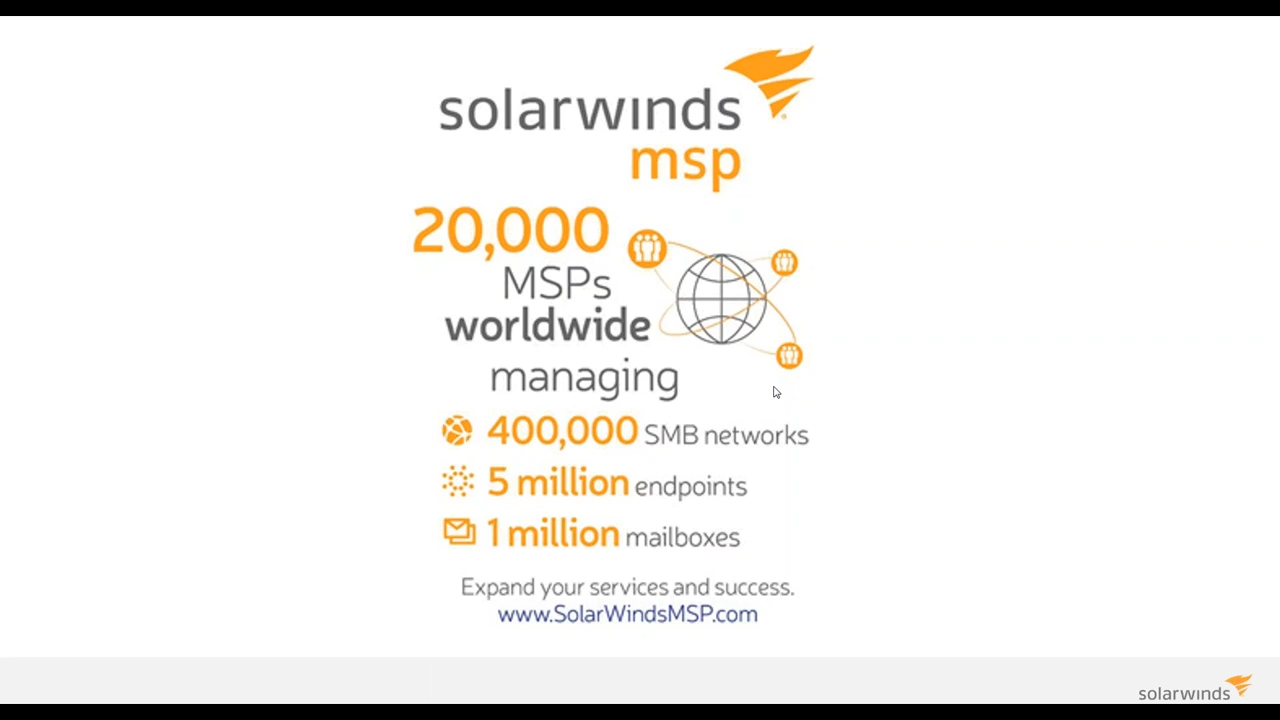 solarwinds
msp
20,000
MSPs
worldwide
managing
400,000 SMB networks
5 million endpoints
1 million mailboxes
Expand your services and success.
www.SolarWindsMSP.com
solarwinds